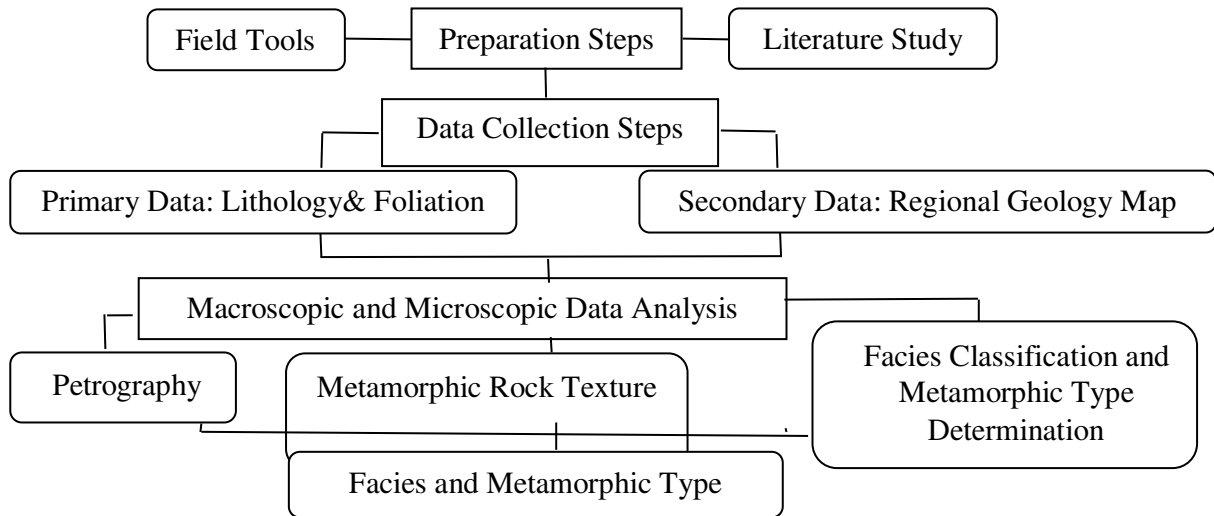 Field Tools
Preparation Steps
Literature Study
Data Collection Steps
Primary Data: Lithology& Foliation
Secondary Data: Regional Geology Map
Macroscopic and Microscopic Data Analysis
Petrography
Metamorphic Rock Texture
Facies Classification and
Metamorphic Type
Determination
Facies and Metamorphic Type